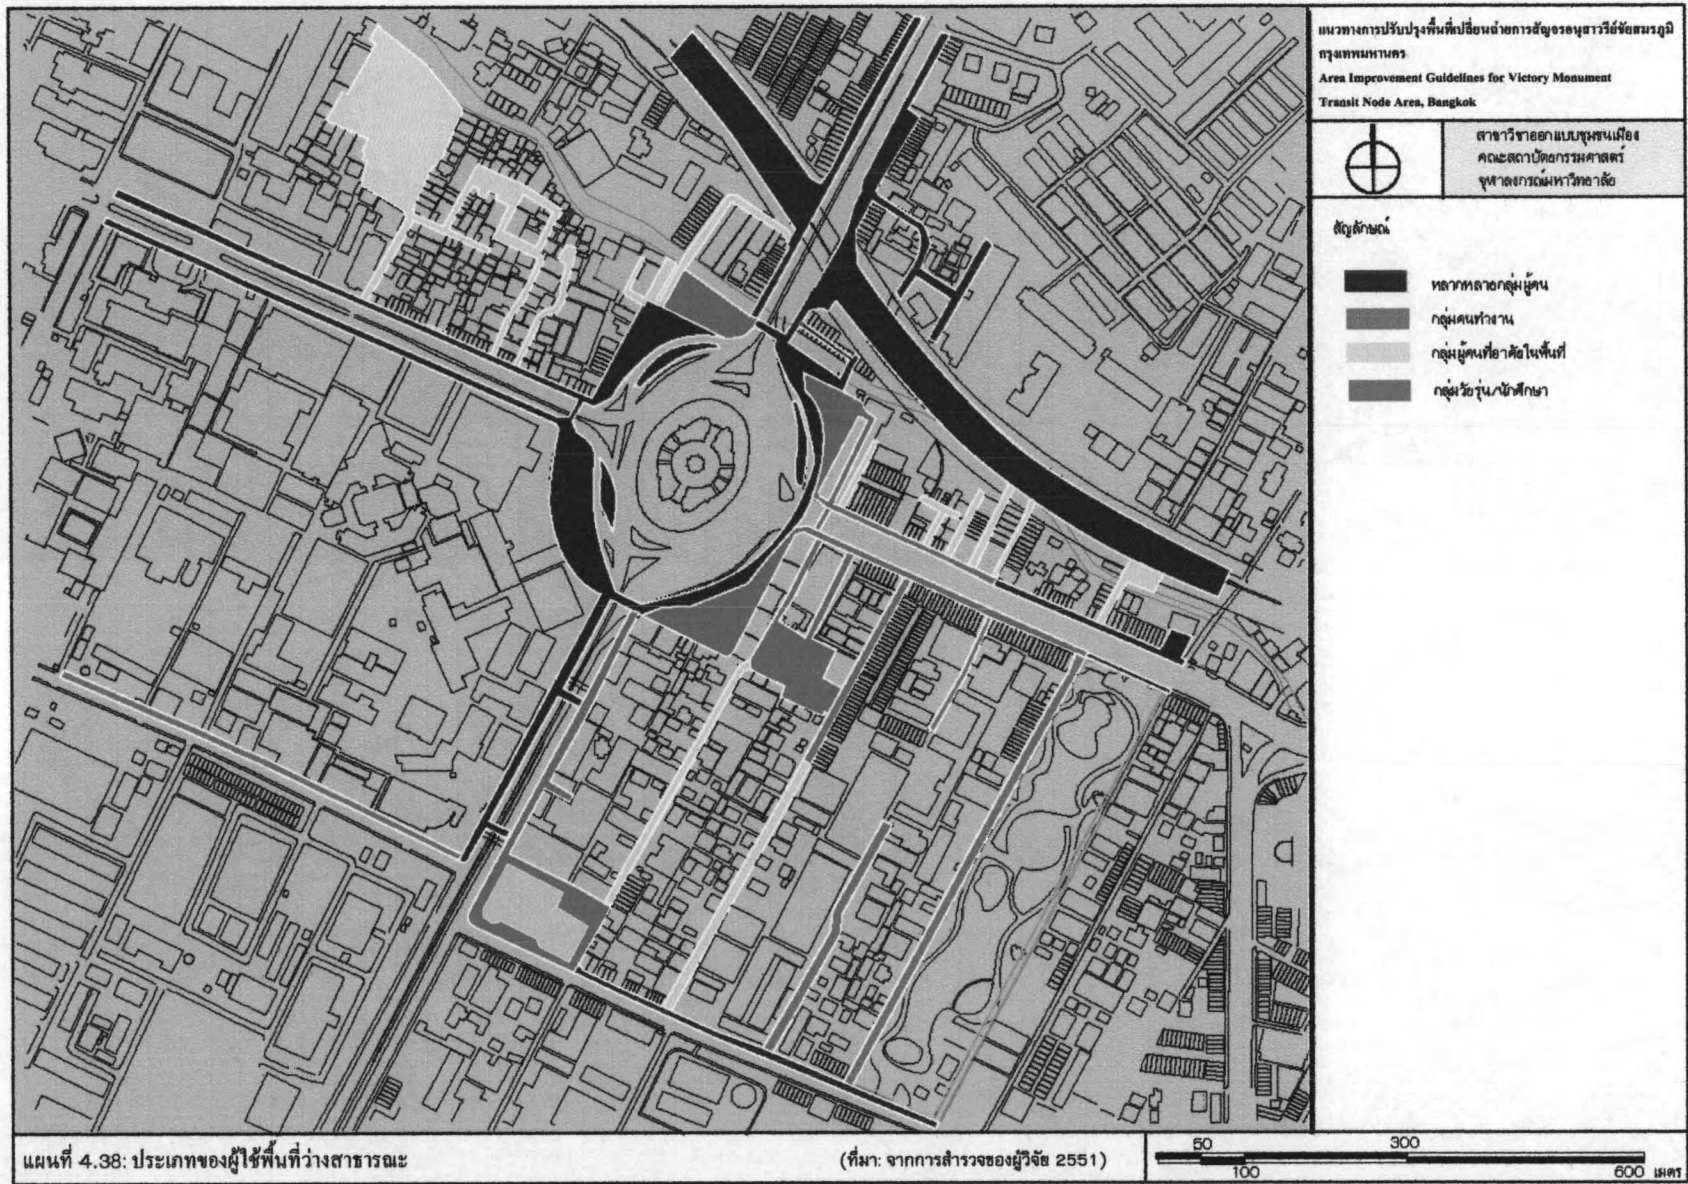 แนวทางการปรับปรุงพื้นที่เปลี่ยนถ่ายการสัญจรอนุสาวรีย์ชัยสมรภูมิ
กรุงเทพมหานคร
Area Improvement Guidelines for Victory Monument
Transit Node Area, Bangkok
สาขาวิชาออกแบบชุมชนเมือง
คณะสถาปัตยกรรมศาสตร์
จุฬาลงกรณ์มหาวิทยาลัย
สัญลักษณ์
หลากหลายกลุ่มผู้คน
กลุ่มคนทำงาน
กลุ่มผู้คนที่อาศัยในพื้นที่
กลุ่มวัยรุ่น/นักศึกษา
แผนที่ 4.38: ประเภทของผู้ใช้พื้นที่ว่างสาธารณะ
(ที่มา: จากการสำรวจของผู้วิจัย 2551)
50 300
100 600 เมตร